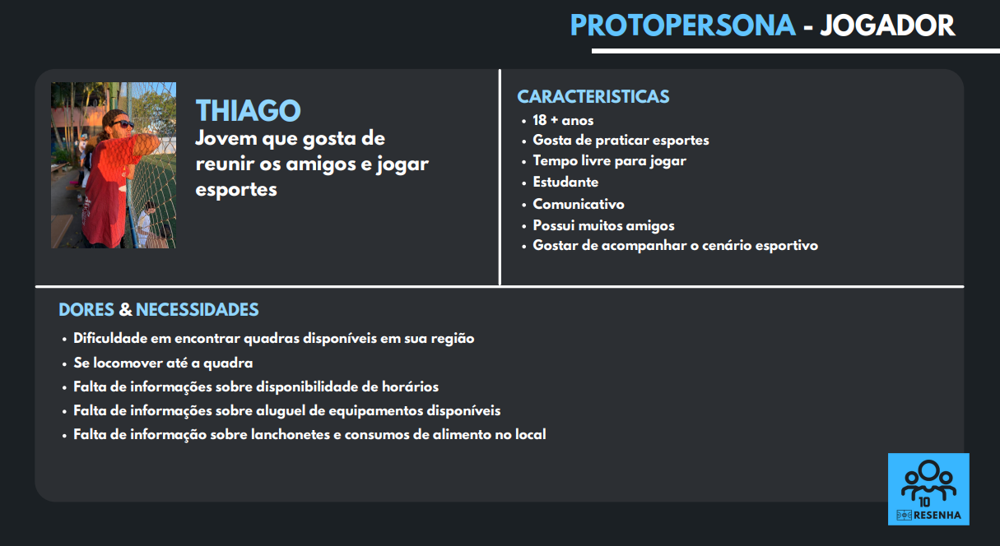 PROTOPERSONA - JOGADOR
THIAGO
Jovem que gosta de
reunir os amigos e jogar
esportes
CARACTERISTICAS
• 18 + anos
• Gosta de praticar esportes
• Tempo livre para jogar
• Estudante
• Comunicativo
• Possui muitos amigos
• Gostar de acompanhar o cenário esportivo
DORES & NECESSIDADES
• Dificuldade em encontrar quadras disponíveis em sua região
• Se locomover até a quadra
• Falta de informações sobre disponibilidade de horários
• Falta de informações sobre aluguel de equipamentos disponíveis
• Falta de informação sobre lanchonetes e consumos de alimento no local
10
RESENHA